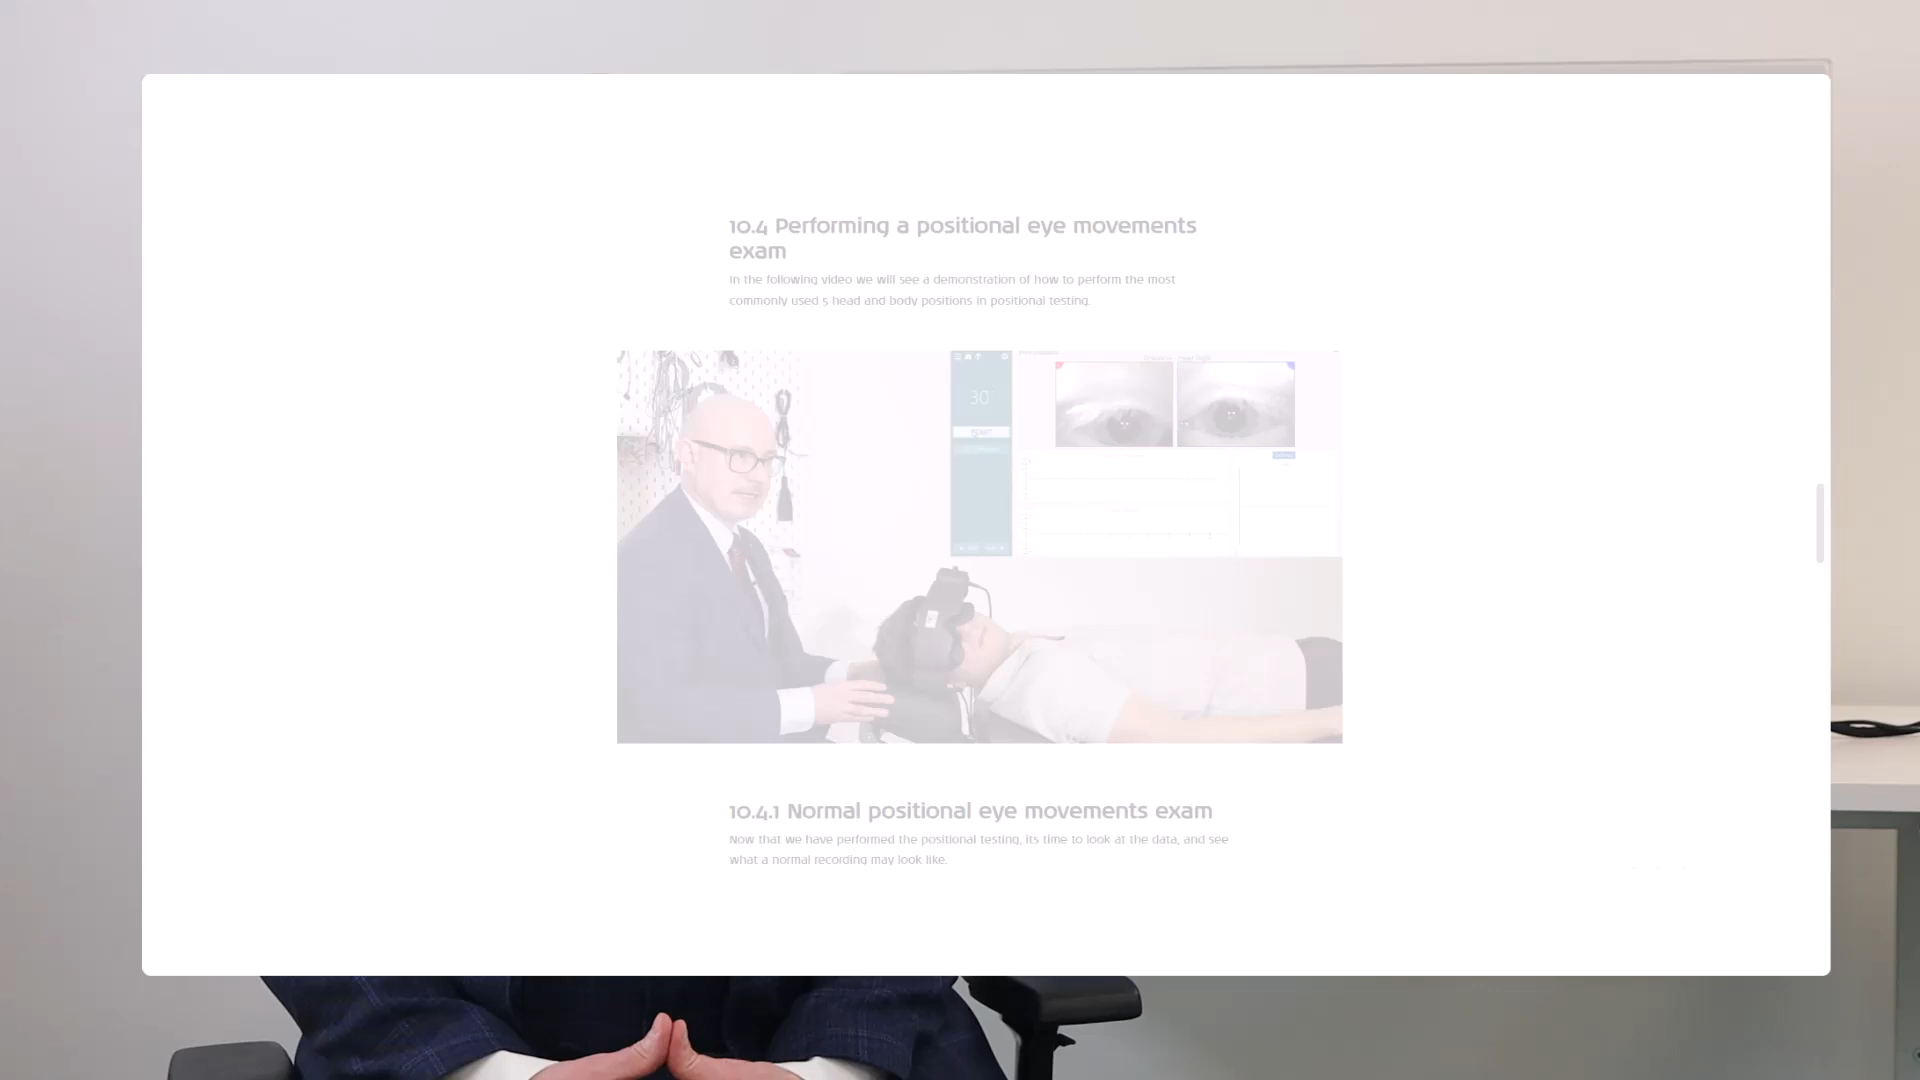 10.4 Performing a positional eye movements
exam
In the following video we will see a demonstration of how to perform the most
commonly used 5 head and body positions in positional testing.
30
10.4.1 Normal positional eye movements exam
Now that we have performed the positional testing, its time to look at the data, and see
what a normal recording may look like.